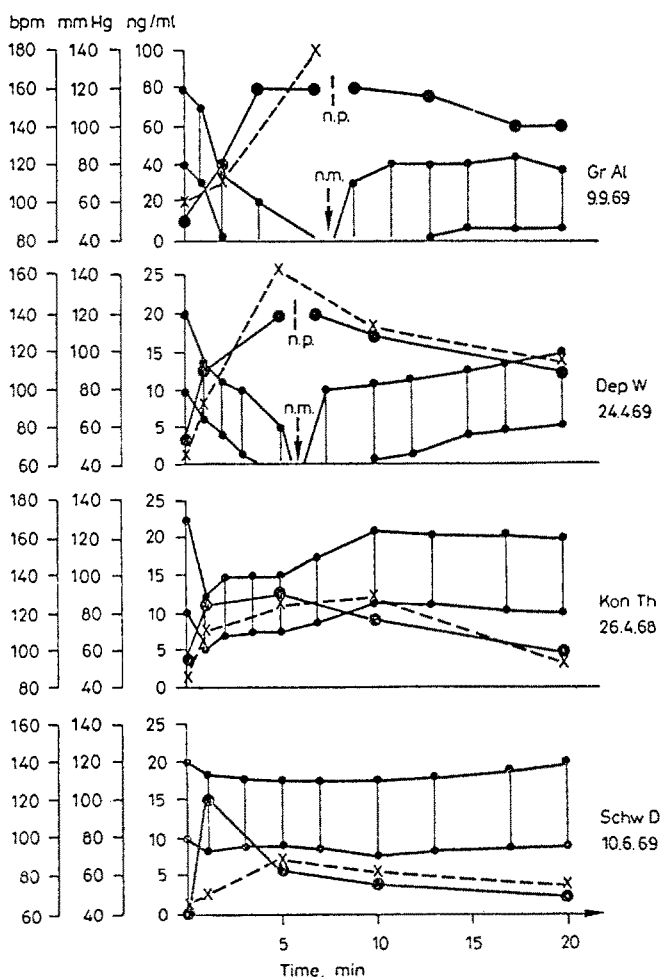 bpm mm Hg ng/ml
180 140 100
160 120 80
140 100 60
120 80 40
100 60 20
80 40 0
n.p.
n.m.
Gr Al
9.9.69
160 140 25
140 120 20
120 100 15
100 80 10
80 60 5
60 40 0
n.p.
n.m.
Dep W
24.4.69
180 140 25
160 120 20
140 100 15
120 80 10
100 60 5
80 40 0
Kon Th
26.4.68
160 140 25
140 120 20
120 100 15
100 80 10
80 60 5
60 40 0
Schw D
10.6.69
5 10 15 20
Time, min